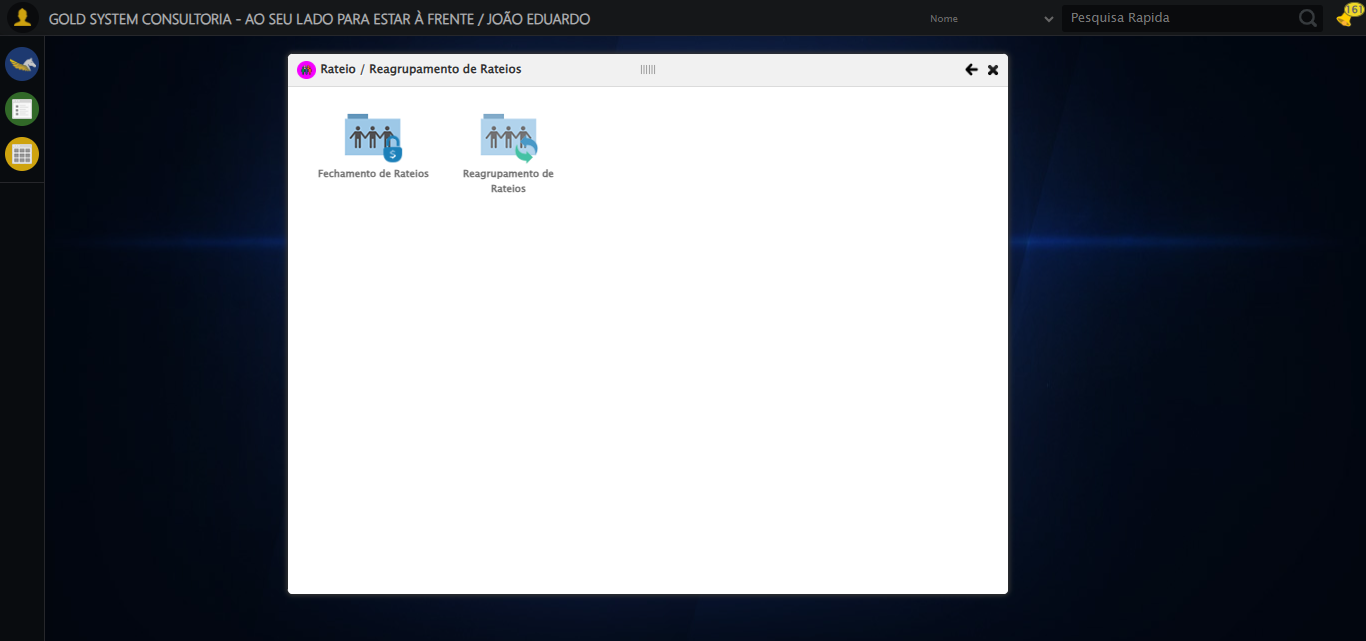 GOLD SYSTEM CONSULTORIA - AO SEU LADO PARA ESTAR À FRENTE / JOÃO EDUARDO
Nome
Pesquisa Rapida
161
Rateio / Reagrupamento de Rateios
$
Fechamento de Rateios
Reagrupamento de
Rateios